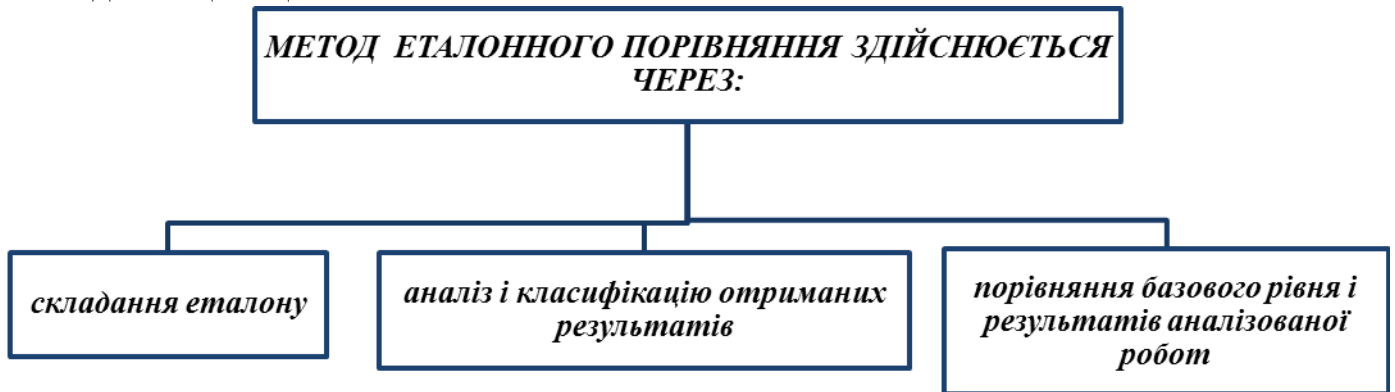 МЕТОД ЕТАЛОННОГО ПОРІВНЯННЯ ЗДІЙСНЮЄТЬСЯ
ЧЕРЕЗ:
складання еталону
аналіз і класифікацію отриманих
результатів
порівняння базового рівня і
результатів аналізованої
робот